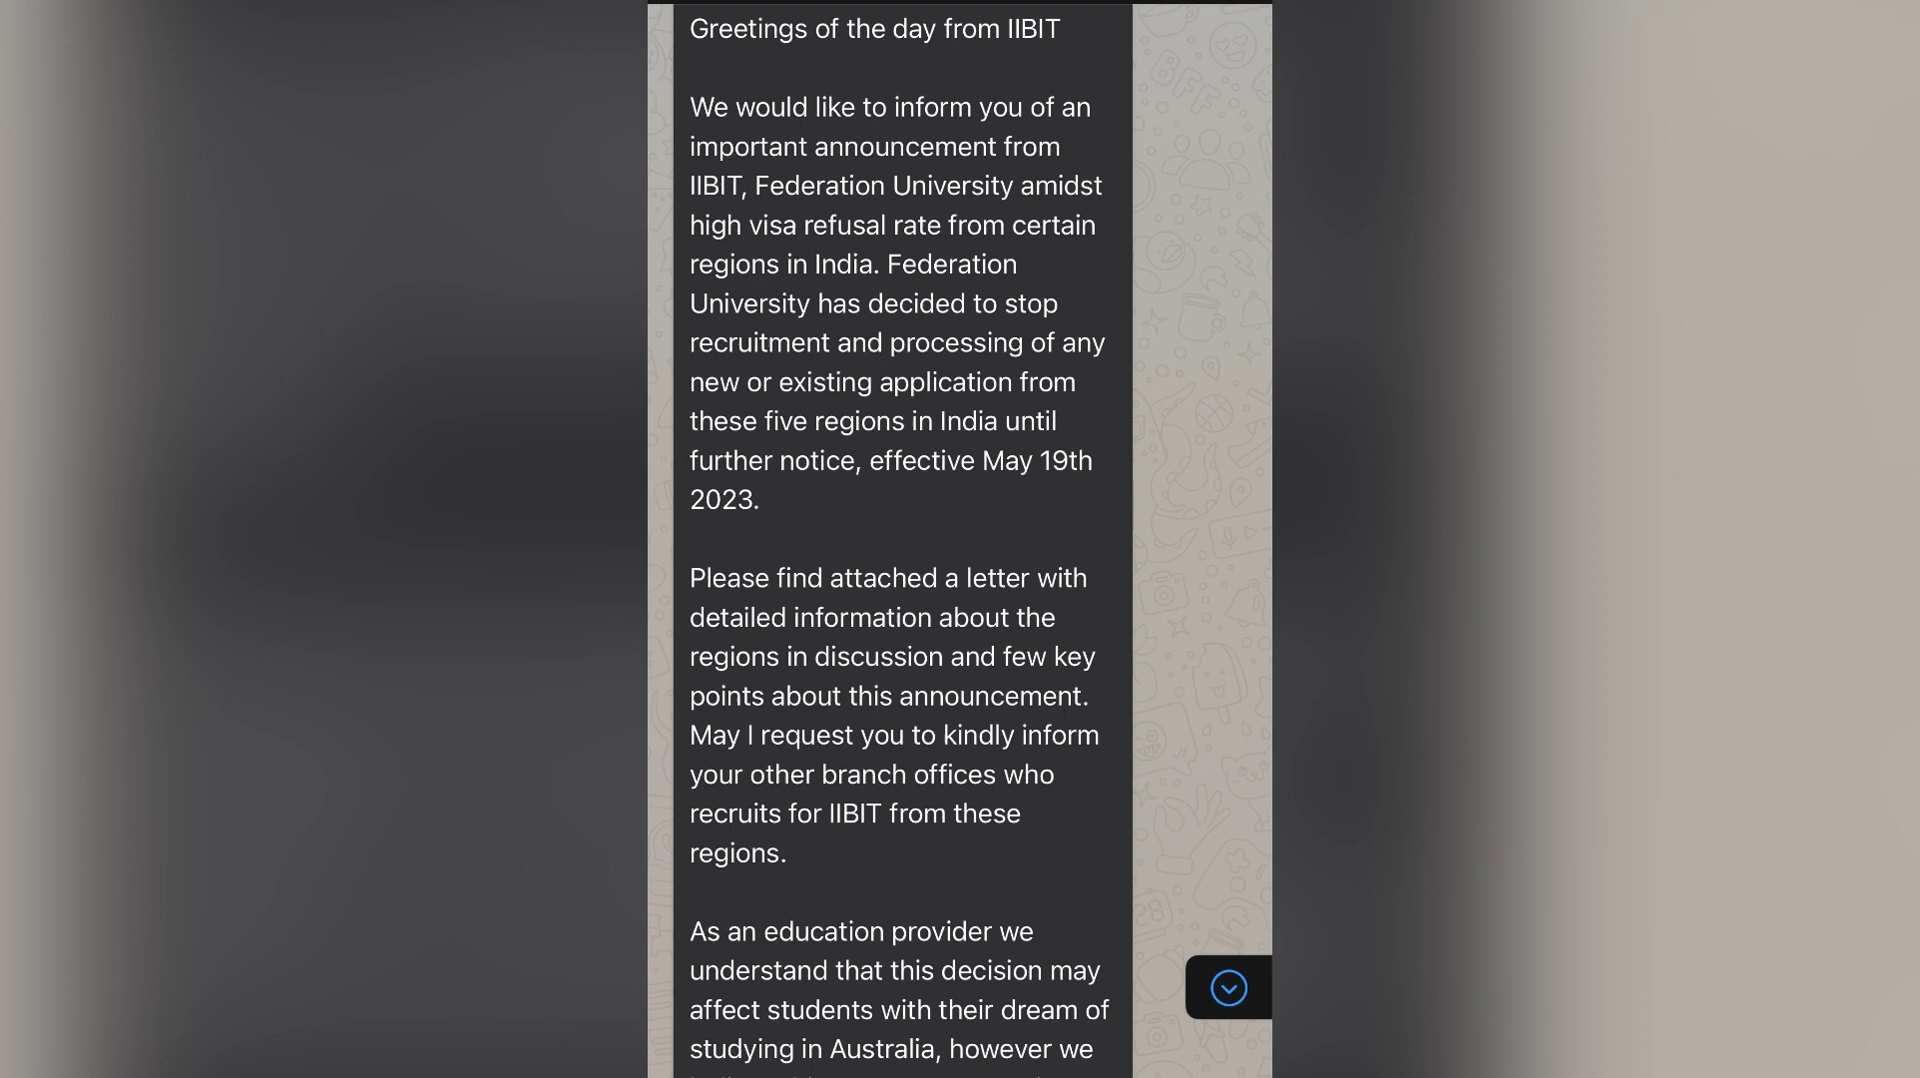 Greetings of the day from IIBIT
We would like to inform you of an
important announcement from
IIBIT, Federation University amidst
high visa refusal rate from certain
regions in India. Federation
University has decided to stop
recruitment and processing of any
new or existing application from
these five regions in India until
further notice, effective May 19th
2023.
Please find attached a letter with
detailed information about the
regions in discussion and few key
points about this announcement.
May I request you to kindly inform
your other branch offices who
recruits for IIBIT from these
regions.
As an education provider we
understand that this decision may
affect students with their dream of
studying in Australia, however we